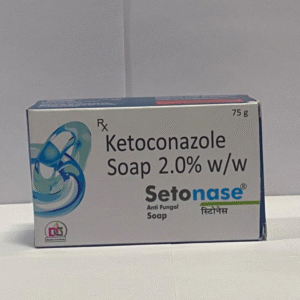 75 g
Rx
Ketoconazole
Soap 2.0% w/w
Setonase®
Anti Fungal
Soap
स्टिोनेस